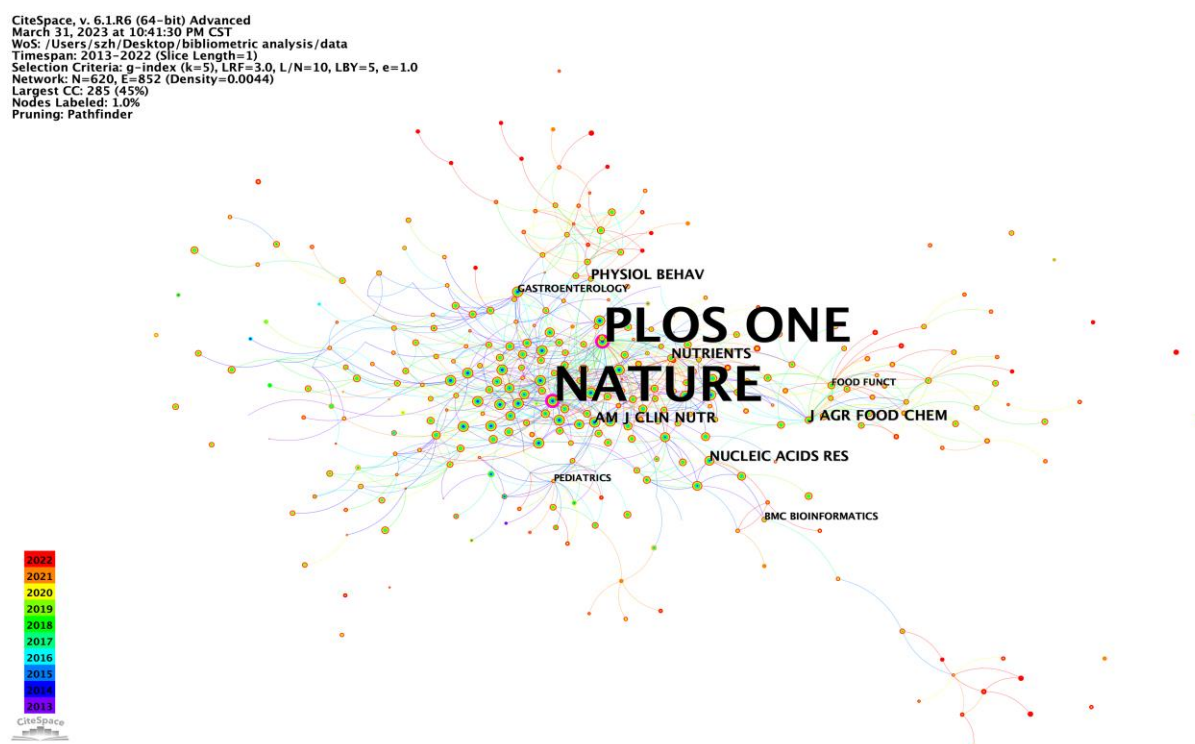 CiteSpace, v. 6.1.R6 (64-bit) Advanced
March 31, 2023 at 10:41:30 PM CST
WoS: /Users/szh/Desktop/bibliometric analysis/data
Timespan: 2013-2022 (Slice Length=1)
Selection Criteria: g-index (k=5), LRF=3.0, L/N=10, LBY=5, e=1.0
Network: N=620, E=852 (Density=0.0044)
Largest CC: 285 (45%)
Nodes Labeled: 1.0%
Pruning: Pathfinder
PHYSIOL BEHAV
GASTROENTEROLOGY
PLOS ONE
NUTRIENTS
NATURE
FOOD FUNCT
AM J CLIN NUTR
J AGR FOOD CHEM
NUCLEIC ACIDS RES
PEDIATRICS
BMC BIOINFORMATICS
2022
2021
2020
2019
2018
2017
2016
2015
2014
2013
CiteSpace